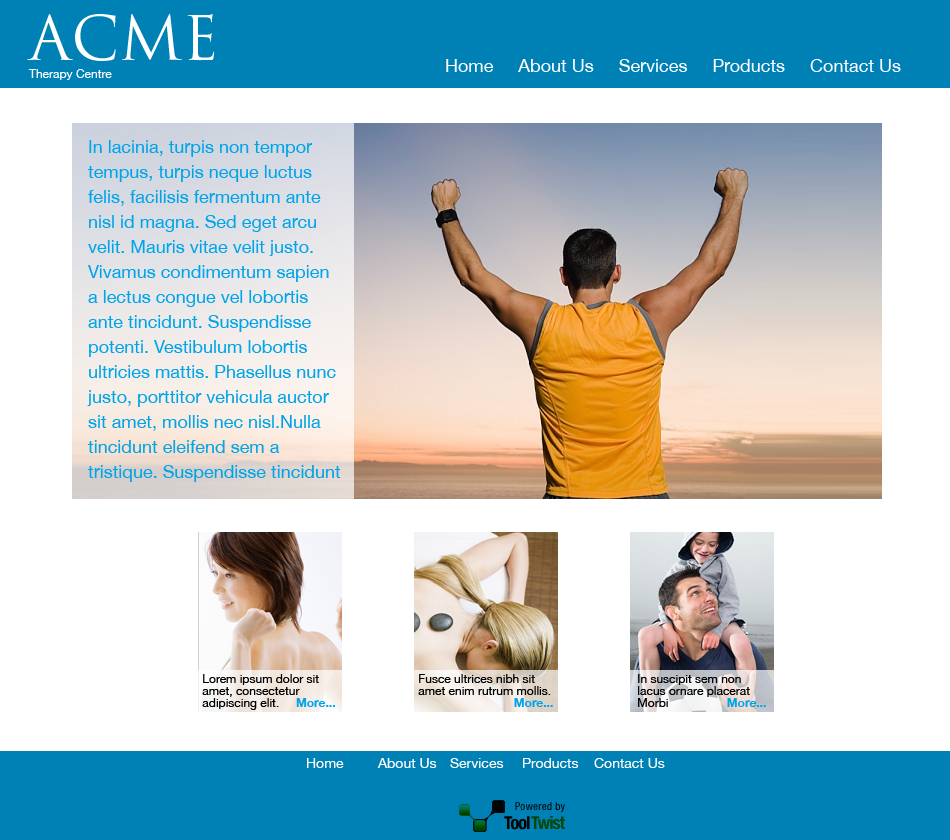 ACME
Therapy Centre
Home About Us Services Products Contact Us
In lacinia, turpis non tempor
tempus, turpis neque luctus
felis, facilisis fermentum ante
nisl id magna. Sed eget arcu
velit. Mauris vitae velit justo.
Vivamus condimentum sapien
a lectus congue vel lobortis
ante tincidunt. Suspendisse
potenti. Vestibulum lobortis
ultricies mattis. Phasellus nunc
justo, porttitor vehicula auctor
sit amet, mollis nec nisl.Nulla
tincidunt eleifend sem a
tristique. Suspendisse tincidunt
Lorem ipsum dolor sit
amet, consectetur
adipiscing elit. More...
Fusce ultrices nibh sit
amet enim rutrum mollis.
More...
In suscipit sem non
lacus ornare placerat
Morbi More...
Home About Us Services Products Contact Us
Powered by
ToolTwist